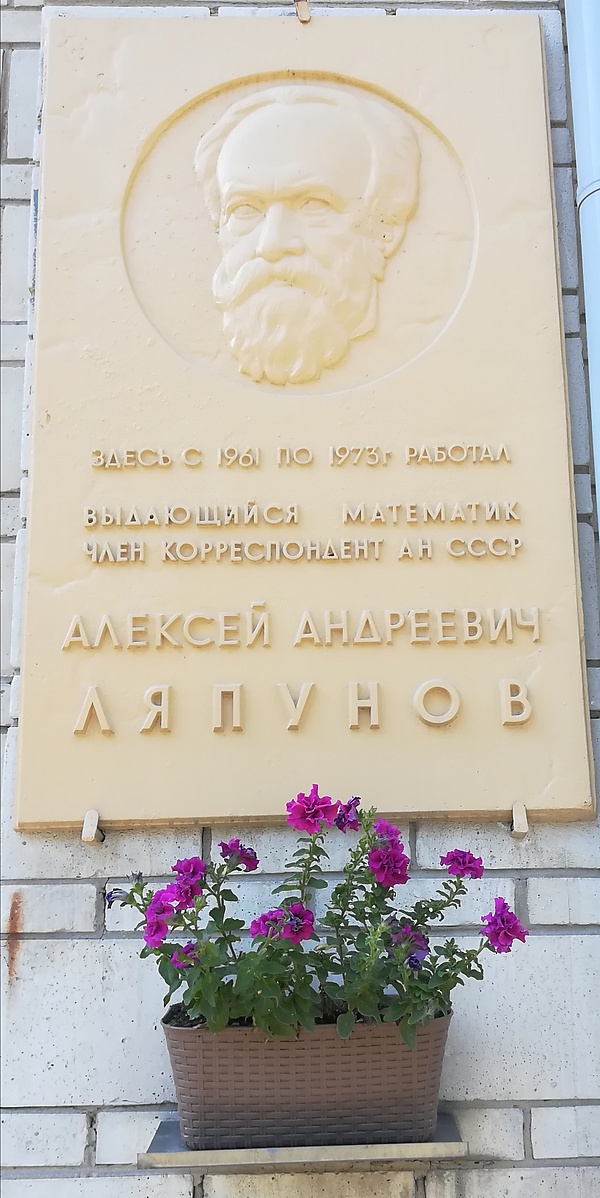 ЗДЕСЬ С 1961 ПО 1973г РАБОТАЛ
ВЫДАЮЩИЙСЯ МАТЕМАТИК
ЧЛЕН КОРРЕСПОНДЕНТ АН СССР
АЛЕКСЕЙ АНДРЕЕВИЧ
ЛЯПУНОВ